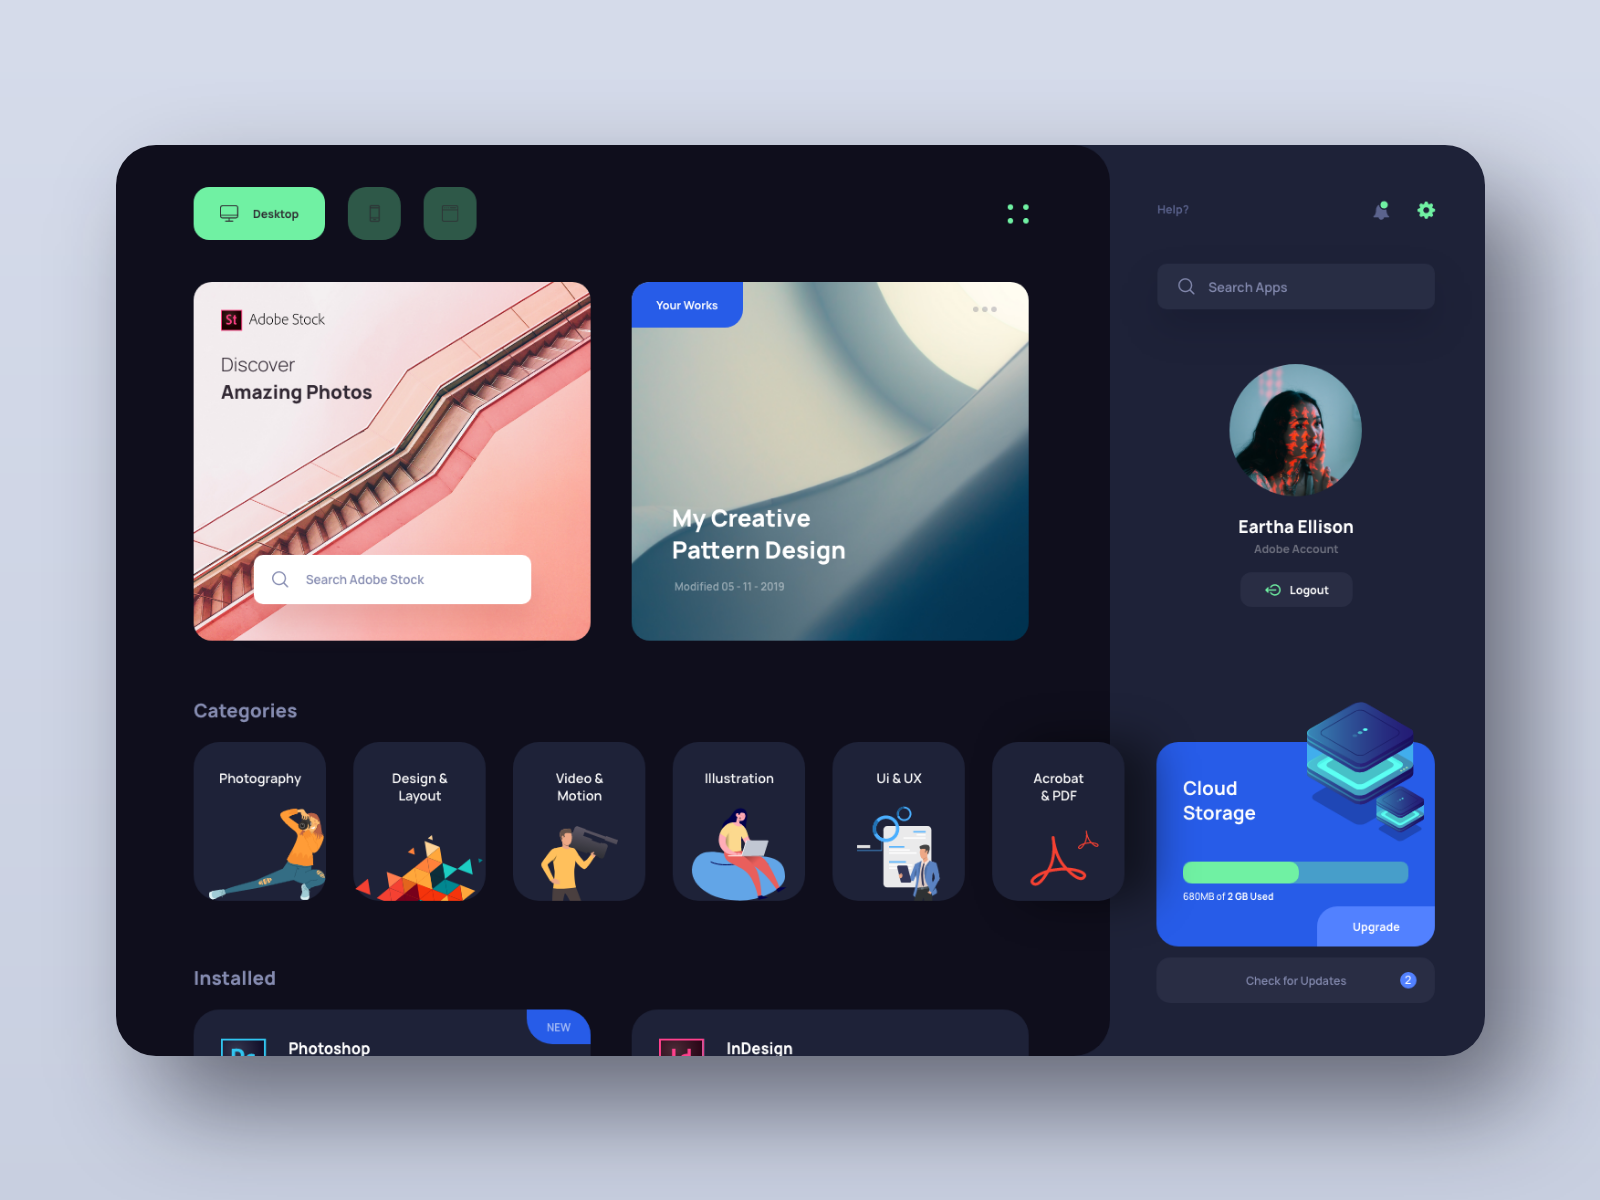 Desktop
Help?
Search Apps
St Adobe Stock
Discover
Amazing Photos
Search Adobe Stock
Your Works
My Creative
Pattern Design
Modified 05 - 11 - 2019
Eartha Ellison
Adobe Account
Logout
Categories
Photography
Design &
Layout
Video &
Motion
Illustration
Ui & UX
Acrobat
& PDF
Cloud
Storage
680MB of 2 GB Used
Upgrade
Check for Updates 2
Installed
NEW
Ps Photoshop
Id InDesign